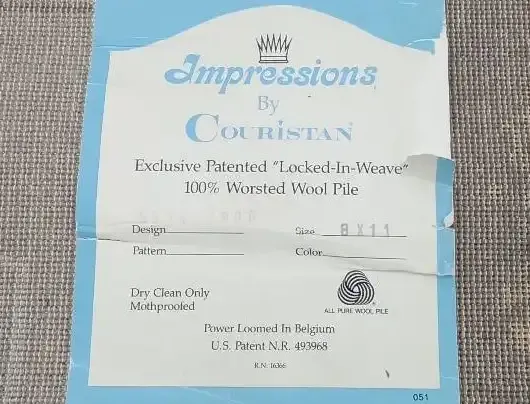 Impressions
By
COURISTAN®
Exclusive Patented "Locked-In-Weave"
100% Worsted Wool Pile
Design Size 8X11
Pattern Color
Dry Clean Only
Mothproofed
ALL PURE WOOL PILE
Power Loomed In Belgium
U.S. Patent N.R. 493968
R.N. 16366
051